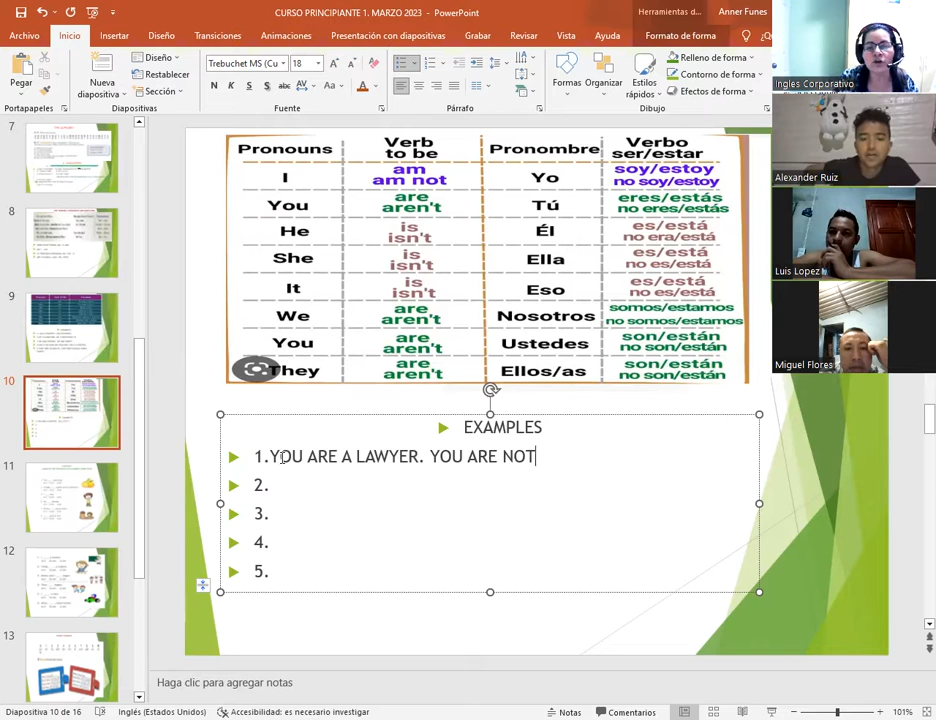 CURSO PRINCIPIANTE 1. MARZO 2023 - PowerPoint
Herramientas d...
Anner Funes
Archivo Inicio Insertar Diseño Transiciones Animaciones Presentación con diapositivas Grabar Revisar Vista Ayuda Formato de forma
Pegar
Nueva diapositiva
Diseño
Restablecer
Sección
Trebuchet MS (Cu 18
N K S abc AV Aa A
Formas Organizar Estilos rápidos
Relleno de forma
Contorno de forma
Efectos de forma
Portapapeles Diapositivas Fuente Párrafo Dibujo
Ingles Corporativo
Alexander Ruiz
Luis Lopez
Miguel Flores
7
8
9
10
11
12
13
Pronouns Verb to be Pronombre Verbo ser/estar
I am am not Yo soy/estoy no soy/estoy
You are aren't Tú eres/estás no eres/estás
He is isn't Él es/está no era/está
She is isn't Ella es/está no es/está
It is isn't Eso es/está no es/está
We are aren't Nosotros somos/estamos no somos/estamos
You are aren't Ustedes son/están no son/están
They are aren't Ellos/as son/están no son/están
EXAMPLES
1.YOU ARE A LAWYER. YOU ARE NOT
2.
3.
4.
5.
Haga clic para agregar notas
Diapositiva 10 de 16 Inglés (Estados Unidos) Accesibilidad: es necesario investigar Notas Comentarios 101%